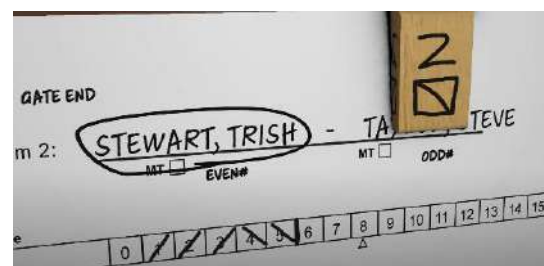 2
GATE END
m 2: STEWART, TRISH - TA TEVE
MT EVEN# MT ODD#
e 0 1 2 3 4 5 6 7 8 9 10 11 12 13 14 15